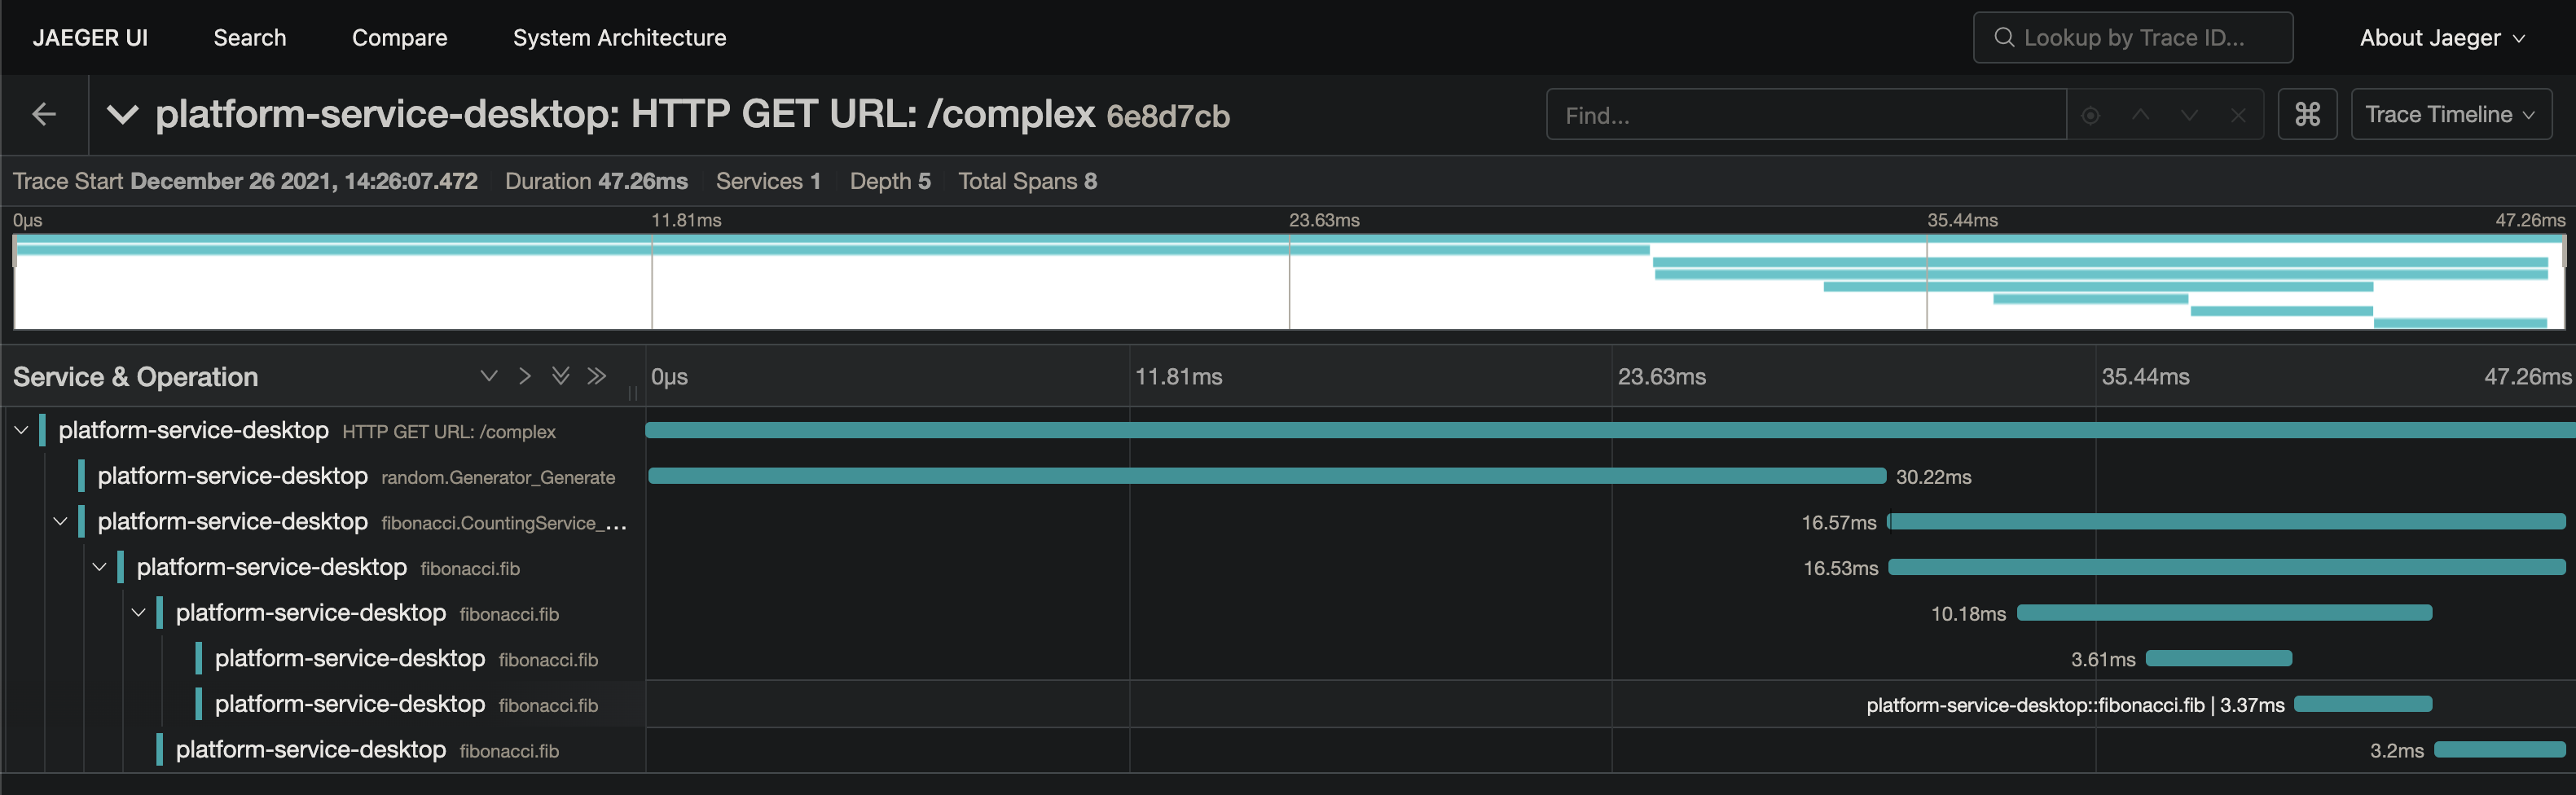 JAEGER UI Search Compare System Architecture Lookup by Trace ID... About Jaeger
platform-service-desktop: HTTP GET URL: /complex 6e8d7cb Find... ⌘ Trace Timeline
Trace Start December 26 2021, 14:26:07.472 Duration 47.26ms Services 1 Depth 5 Total Spans 8
0μs 11.81ms 23.63ms 35.44ms 47.26ms
Service & Operation 0μs 11.81ms 23.63ms 35.44ms 47.26ms
platform-service-desktop HTTP GET URL: /complex
platform-service-desktop random.Generator_Generate 30.22ms
platform-service-desktop fibonacci.CountingService_... 16.57ms
platform-service-desktop fibonacci.fib 16.53ms
platform-service-desktop fibonacci.fib 10.18ms
platform-service-desktop fibonacci.fib 3.61ms
platform-service-desktop fibonacci.fib platform-service-desktop::fibonacci.fib | 3.37ms
platform-service-desktop fibonacci.fib 3.2ms